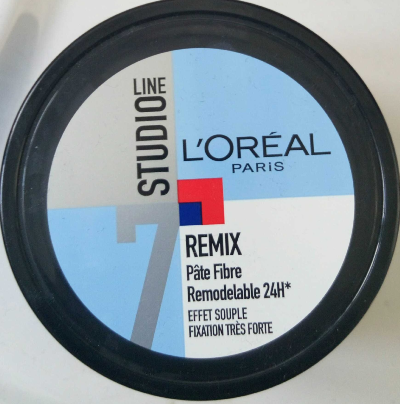 STUDIO LINE
L'ORÉAL
PARIS
7
REMIX
Pâte Fibre
Remodelable 24H*
EFFET SOUPLE
FIXATION TRÈS FORTE